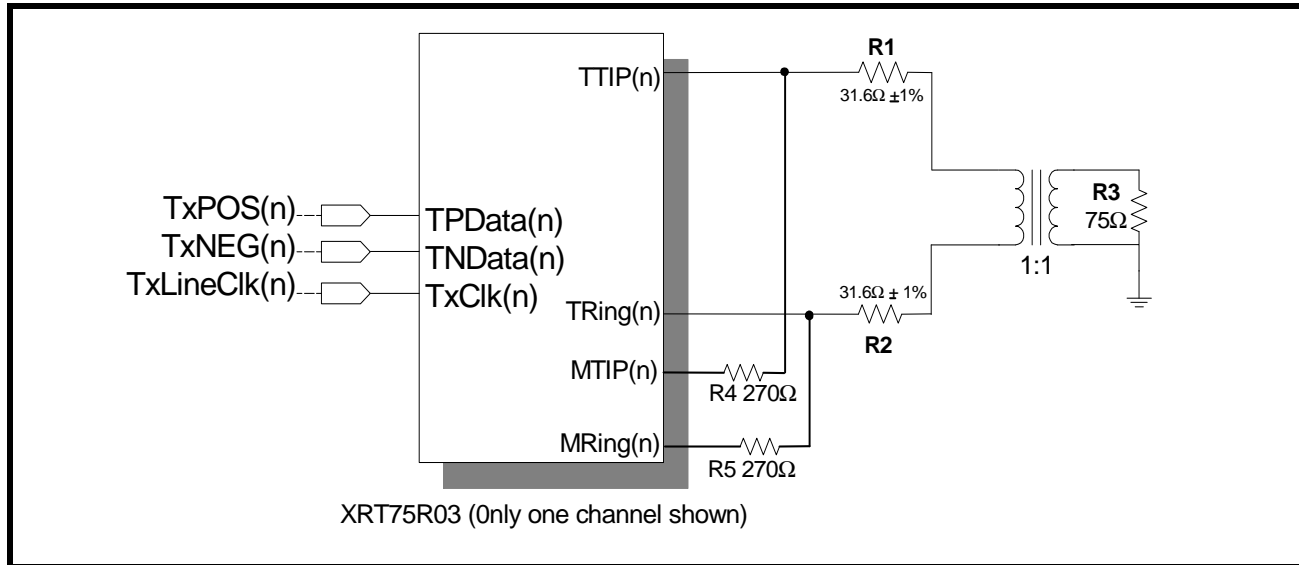 R1
TTIP(n)
31.6Ω ±1%
TxPOS(n)
TPData(n)
R3
75Ω
TxNEG(n)
TNData(n)
1:1
TxLineClk(n)
TxClk(n)
31.6Ω ± 1%
TRing(n)
R2
MTIP(n)
R4 270Ω
MRing(n)
R5 270Ω
XRT75R03 (0nly one channel shown)